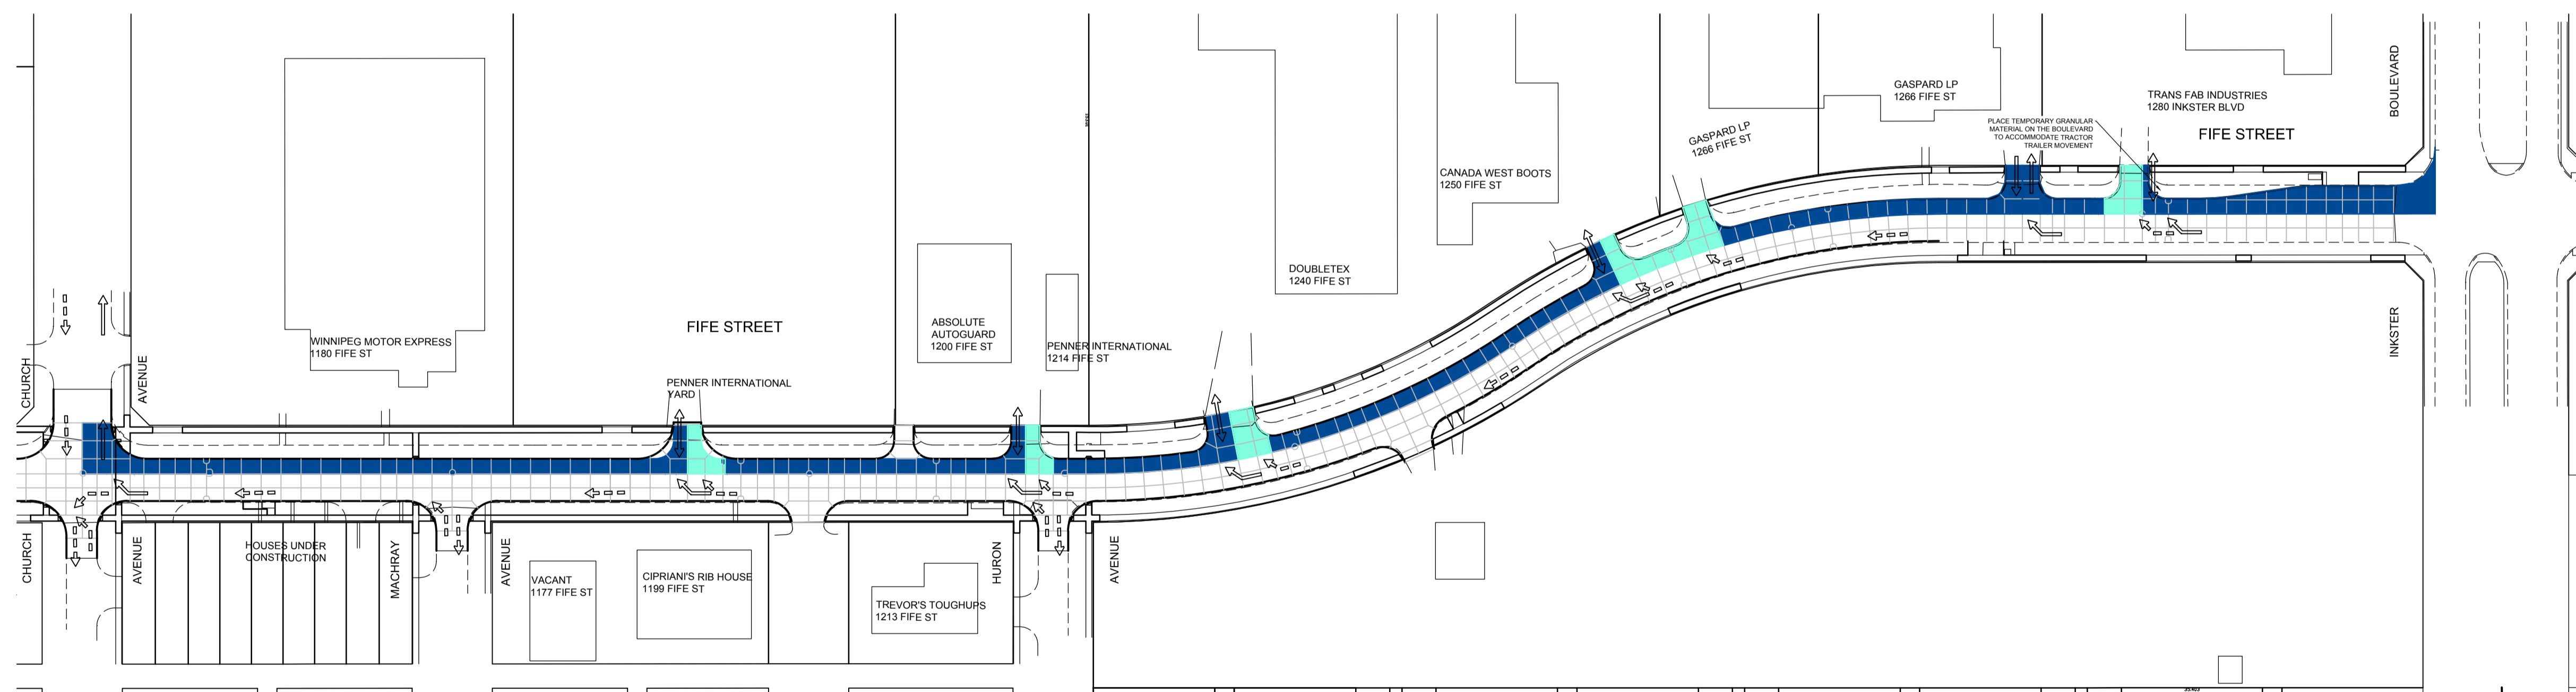 BOULEVARD
GASPARD LP
1266 FIFE ST
TRANS FAB INDUSTRIES
1280 INKSTER BLVD
PLACE TEMPORARY GRANULAR
MATERIAL ON THE BOULEVARD
TO ACCOMMODATE TRACTOR
TRAILER MOVEMENT
FIFE STREET
GASPARD LP
1266 FIFE ST
CANADA WEST BOOTS
1250 FIFE ST
DOUBLETEX
1240 FIFE ST
FIFE STREET
ABSOLUTE
AUTOGUARD
1200 FIFE ST
INKSTER
WINNIPEG MOTOR EXPRESS
1180 FIFE ST
PENNER INTERNATIONAL
1214 FIFE ST
CHURCH
AVENUE
PENNER INTERNATIONAL
YARD
CHURCH
AVENUE
HOUSES UNDER
CONSTRUCTION
MACHRAY
AVENUE
VACANT
1177 FIFE ST
CIPRIANI'S RIB HOUSE
1199 FIFE ST
TREVOR'S TOUGHUPS
1213 FIFE ST
HURON
AVENUE